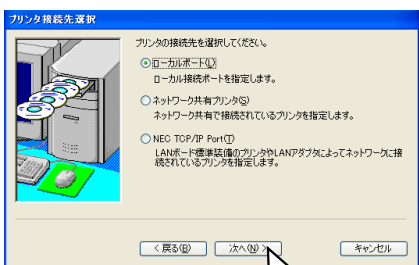 プリンタ接続先選択
プリンタの接続先を選択してください。
ローカルポート(L)
ローカル接続ポートを指定します。
ネットワーク共有プリンタ(S)
ネットワーク共有で接続されているプリンタを指定します。
NEC TCP/IP Port(T)
LANボード標準装備のプリンタやLANアダプタによってネットワークに接
続されているプリンタを指定します。
< 戻る(B) 次へ(N) > キャンセル